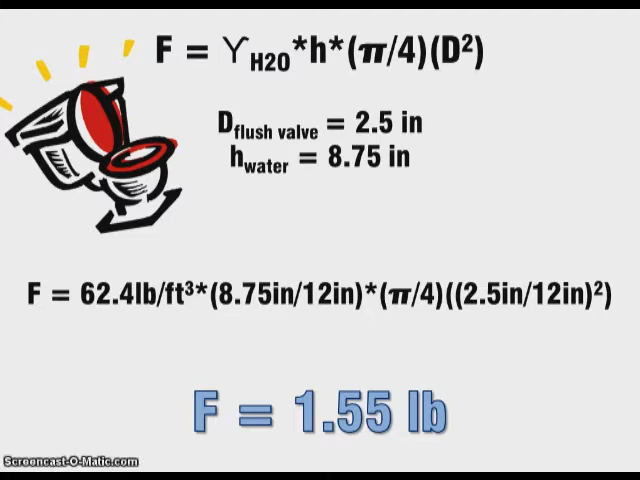 F = ϒH2O*h*(π/4)(D²)
Dflush valve = 2.5 in
hwater = 8.75 in
F = 62.4lb/ft³*(8.75in/12in)*(π/4)((2.5in/12in)²)
F = 1.55 lb
Screencast-O-Matic.com